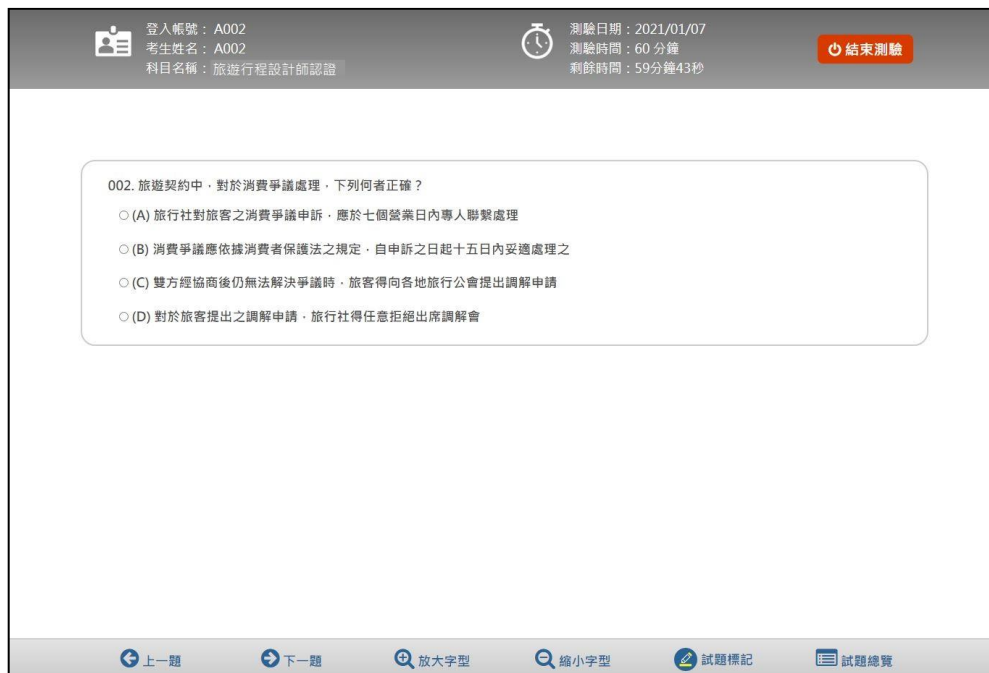 登入帳號：A002
考生姓名：A002
科目名稱：旅遊行程設計師認證
測驗日期：2021/01/07
測驗時間：60 分鐘
剩餘時間：59分鐘43秒
結束測驗
002. 旅遊契約中，對於消費爭議處理，下列何者正確？
(A) 旅行社對旅客之消費爭議申訴，應於七個營業日內專人聯繫處理
(B) 消費爭議應依據消費者保護法之規定，自申訴之日起十五日內妥適處理之
(C) 雙方經協商後仍無法解決爭議時，旅客得向各地旅行公會提出調解申請
(D) 對於旅客提出之調解申請，旅行社得任意拒絕出席調解會
上一題
下一題
放大字型
縮小字型
試題標記
試題總覽